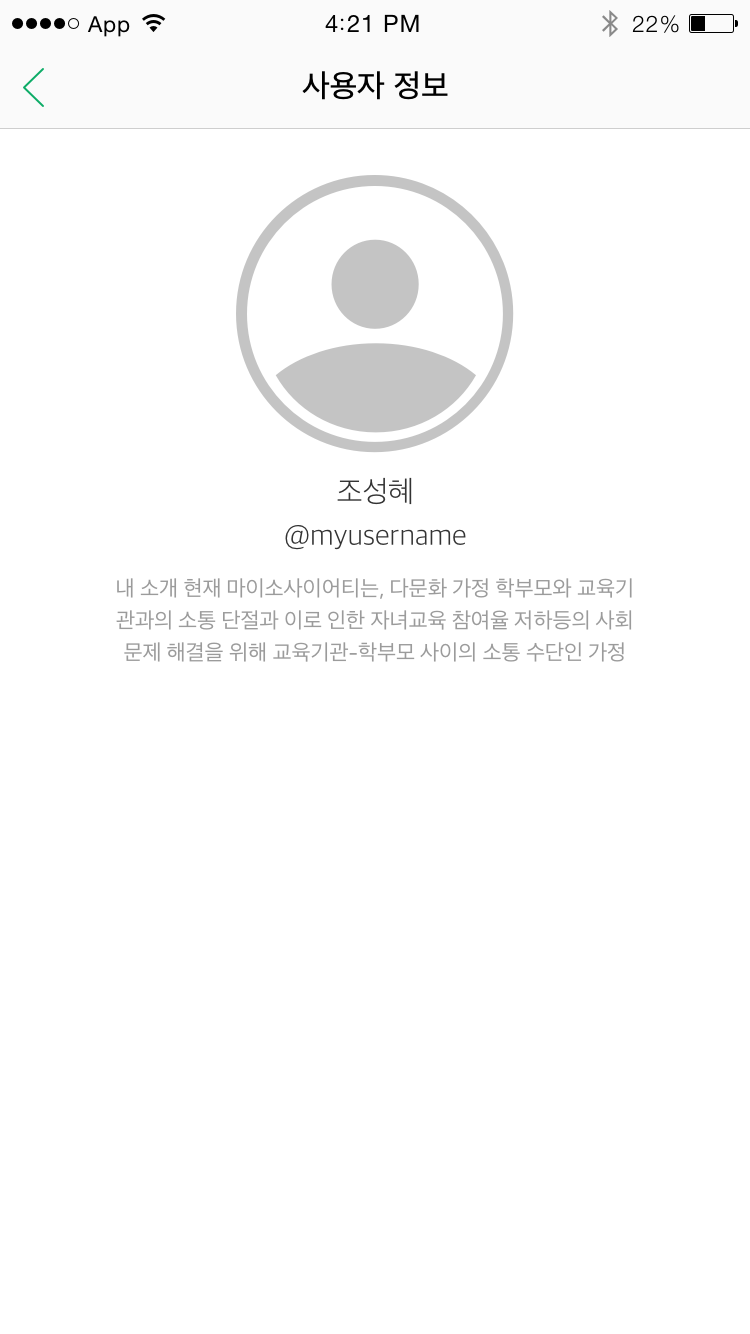 App 4:21 PM 22%
사용자 정보
조성혜
@myusername
내 소개 현재 마이소사이어티는, 다문화 가정 학부모와 교육기
관과의 소통 단절과 이로 인한 자녀교육 참여율 저하등의 사회
문제 해결을 위해 교육기관-학부모 사이의 소통 수단인 가정